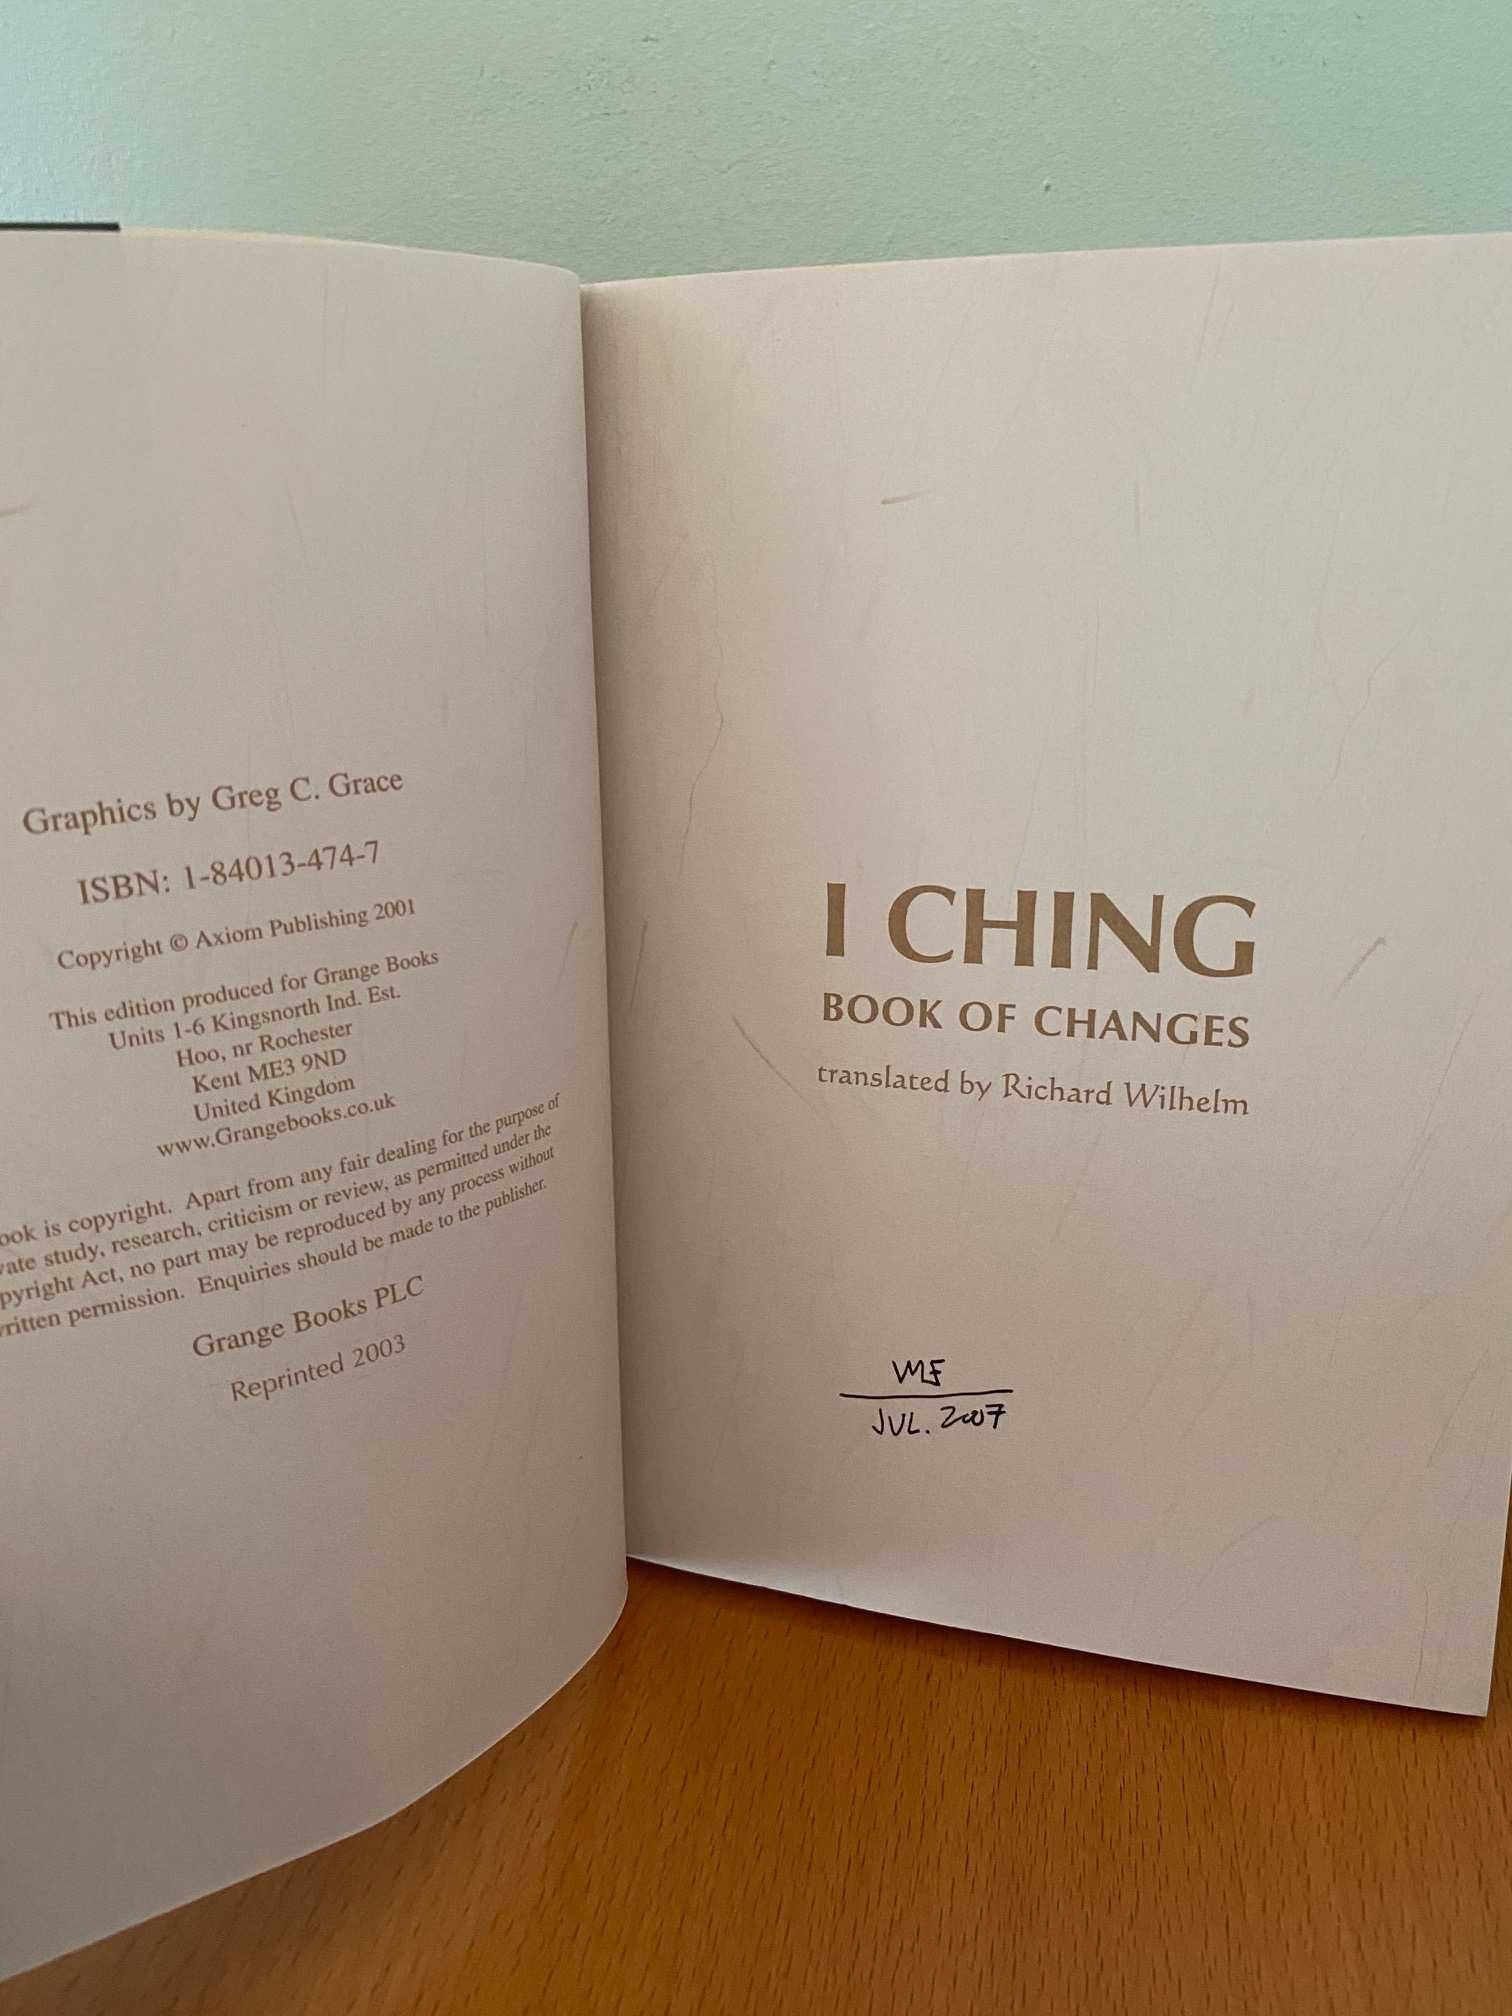 Graphics by Greg C. Grace
ISBN: 1-84013-474-7
Copyright © Axiom Publishing 2001
This edition produced for Grange Books
Units 1-6 Kingsnorth Ind. Est.
Hoo, nr Rochester
Kent ME3 9ND
United Kingdom
www.Grangebooks.co.uk
ook is copyright. Apart from any fair dealing for the purpose of
vate study, research, criticism or review, as permitted under the
pyright Act, no part may be reproduced by any process without
written permission. Enquiries should be made to the publisher.
Grange Books PLC
Reprinted 2003
I CHING
BOOK OF CHANGES
translated by Richard Wilhelm
JUL. 2007